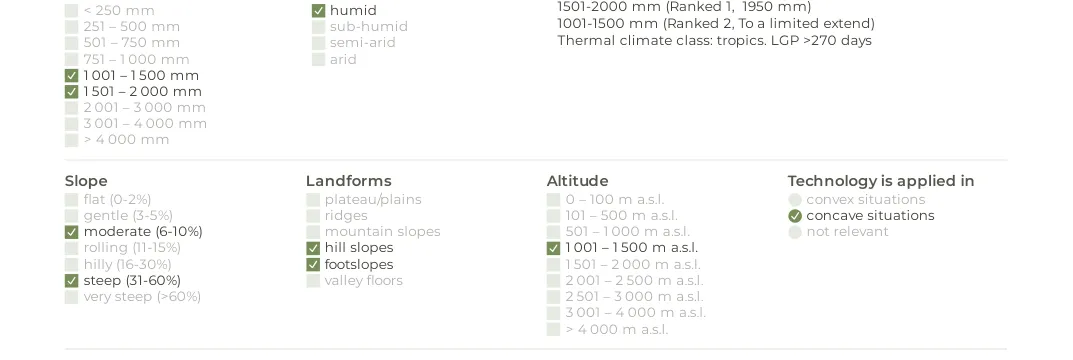 < 250 mm
251 – 500 mm
501 – 750 mm
751 – 1 000 mm
1 001 – 1 500 mm
1 501 – 2 000 mm
2 001 – 3 000 mm
3 001 – 4 000 mm
> 4 000 mm
humid
sub-humid
semi-arid
arid
1501-2000 mm (Ranked 1, 1950 mm)
1001-1500 mm (Ranked 2, To a limited extend)
Thermal climate class: tropics. LGP >270 days
Slope
flat (0-2%)
gentle (3-5%)
moderate (6-10%)
rolling (11-15%)
hilly (16-30%)
steep (31-60%)
very steep (>60%)
Landforms
plateau/plains
ridges
mountain slopes
hill slopes
footslopes
valley floors
Altitude
0 – 100 m a.s.l.
101 – 500 m a.s.l.
501 – 1 000 m a.s.l.
1 001 – 1 500 m a.s.l.
1 501 – 2 000 m a.s.l.
2 001 – 2 500 m a.s.l.
2 501 – 3 000 m a.s.l.
3 001 – 4 000 m a.s.l.
> 4 000 m a.s.l.
Technology is applied in
convex situations
concave situations
not relevant